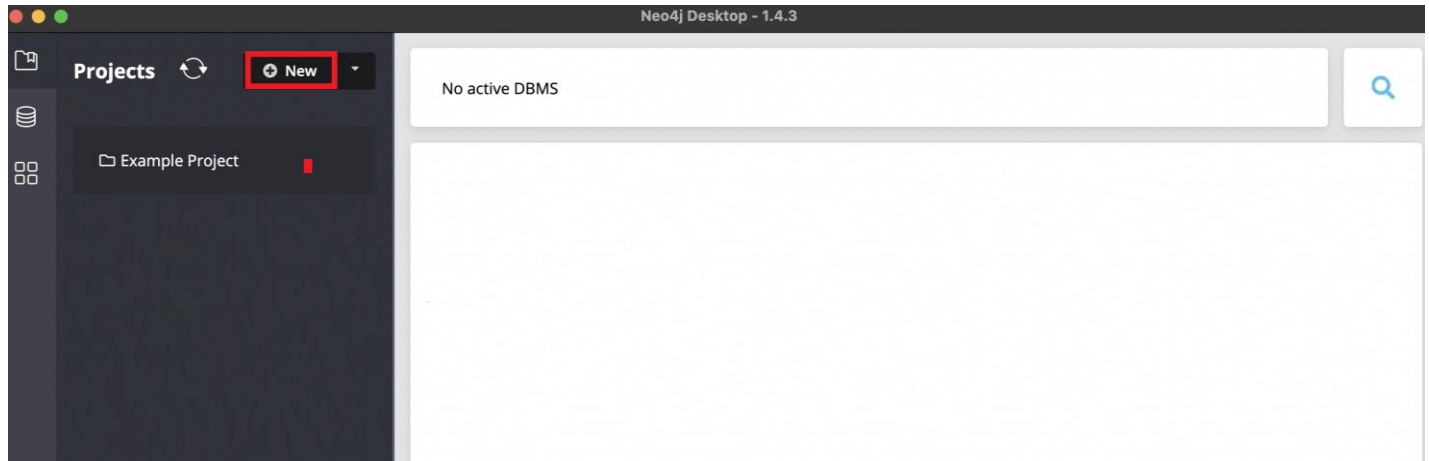 Neo4j Desktop - 1.4.3
Projects
New
No active DBMS
Example Project